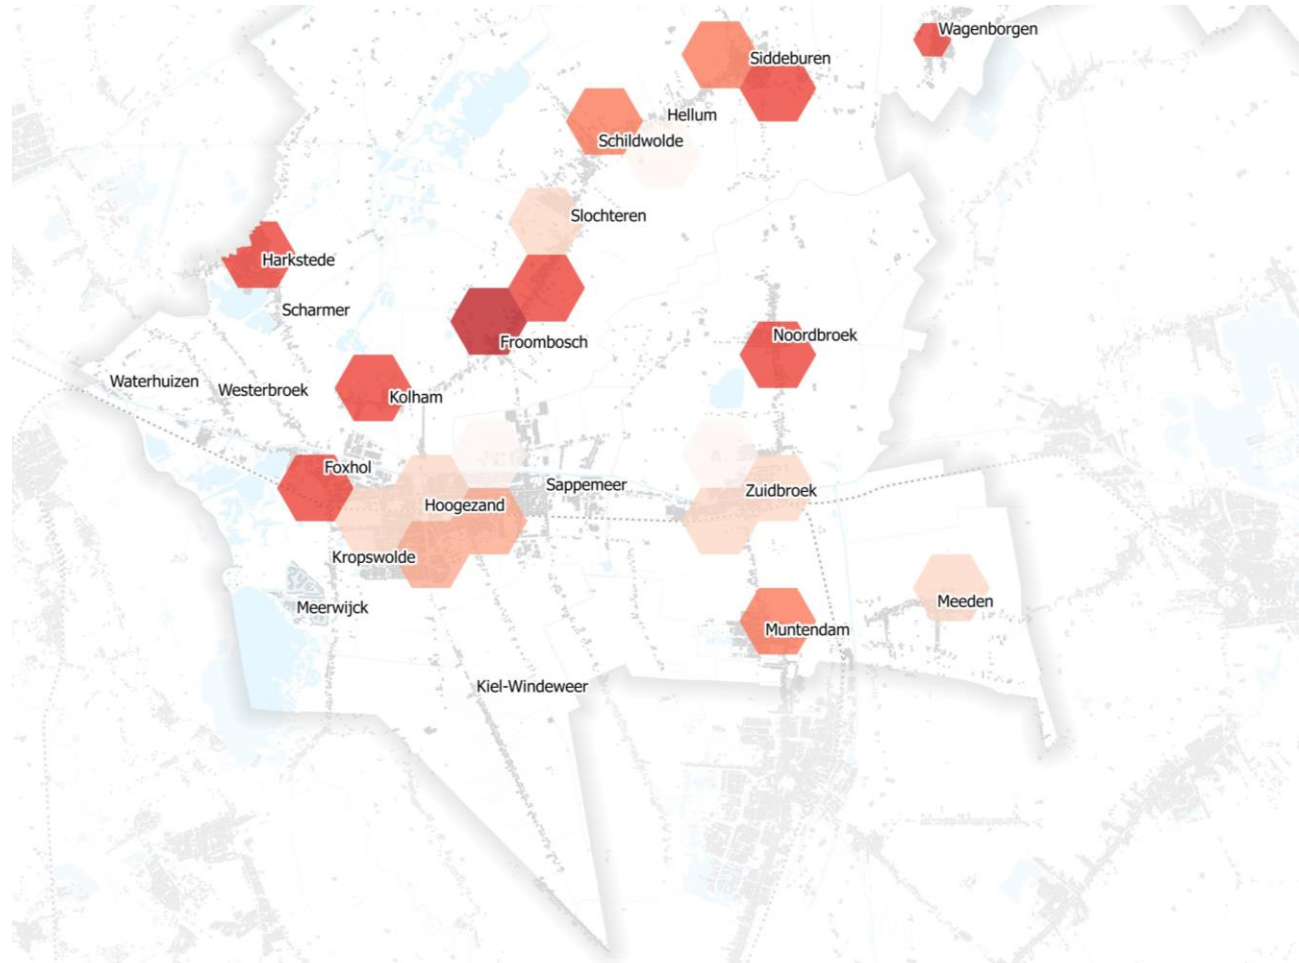 Wagenborgen
Siddeburen
Hellum
Schildwolde
Slochteren
Harkstede
Scharmer
Froombosch
Noordbroek
Waterhuizen
Westerbroek
Kolham
Foxhol
Sappemeer
Zuidbroek
Hoogezand
Kropswolde
Meerwijck
Meeden
Muntendam
Kiel-Windeweer